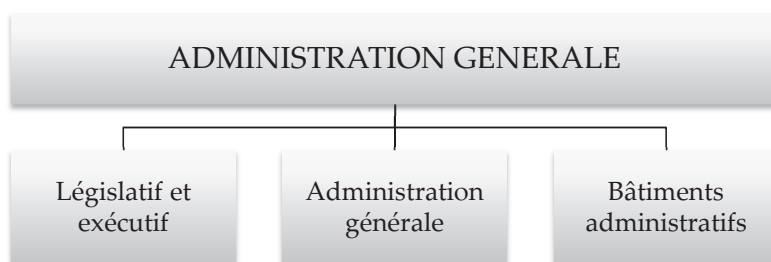 ADMINISTRATION GENERALE
Législatif et
exécutif
Administration
générale
Bâtiments
administratifs